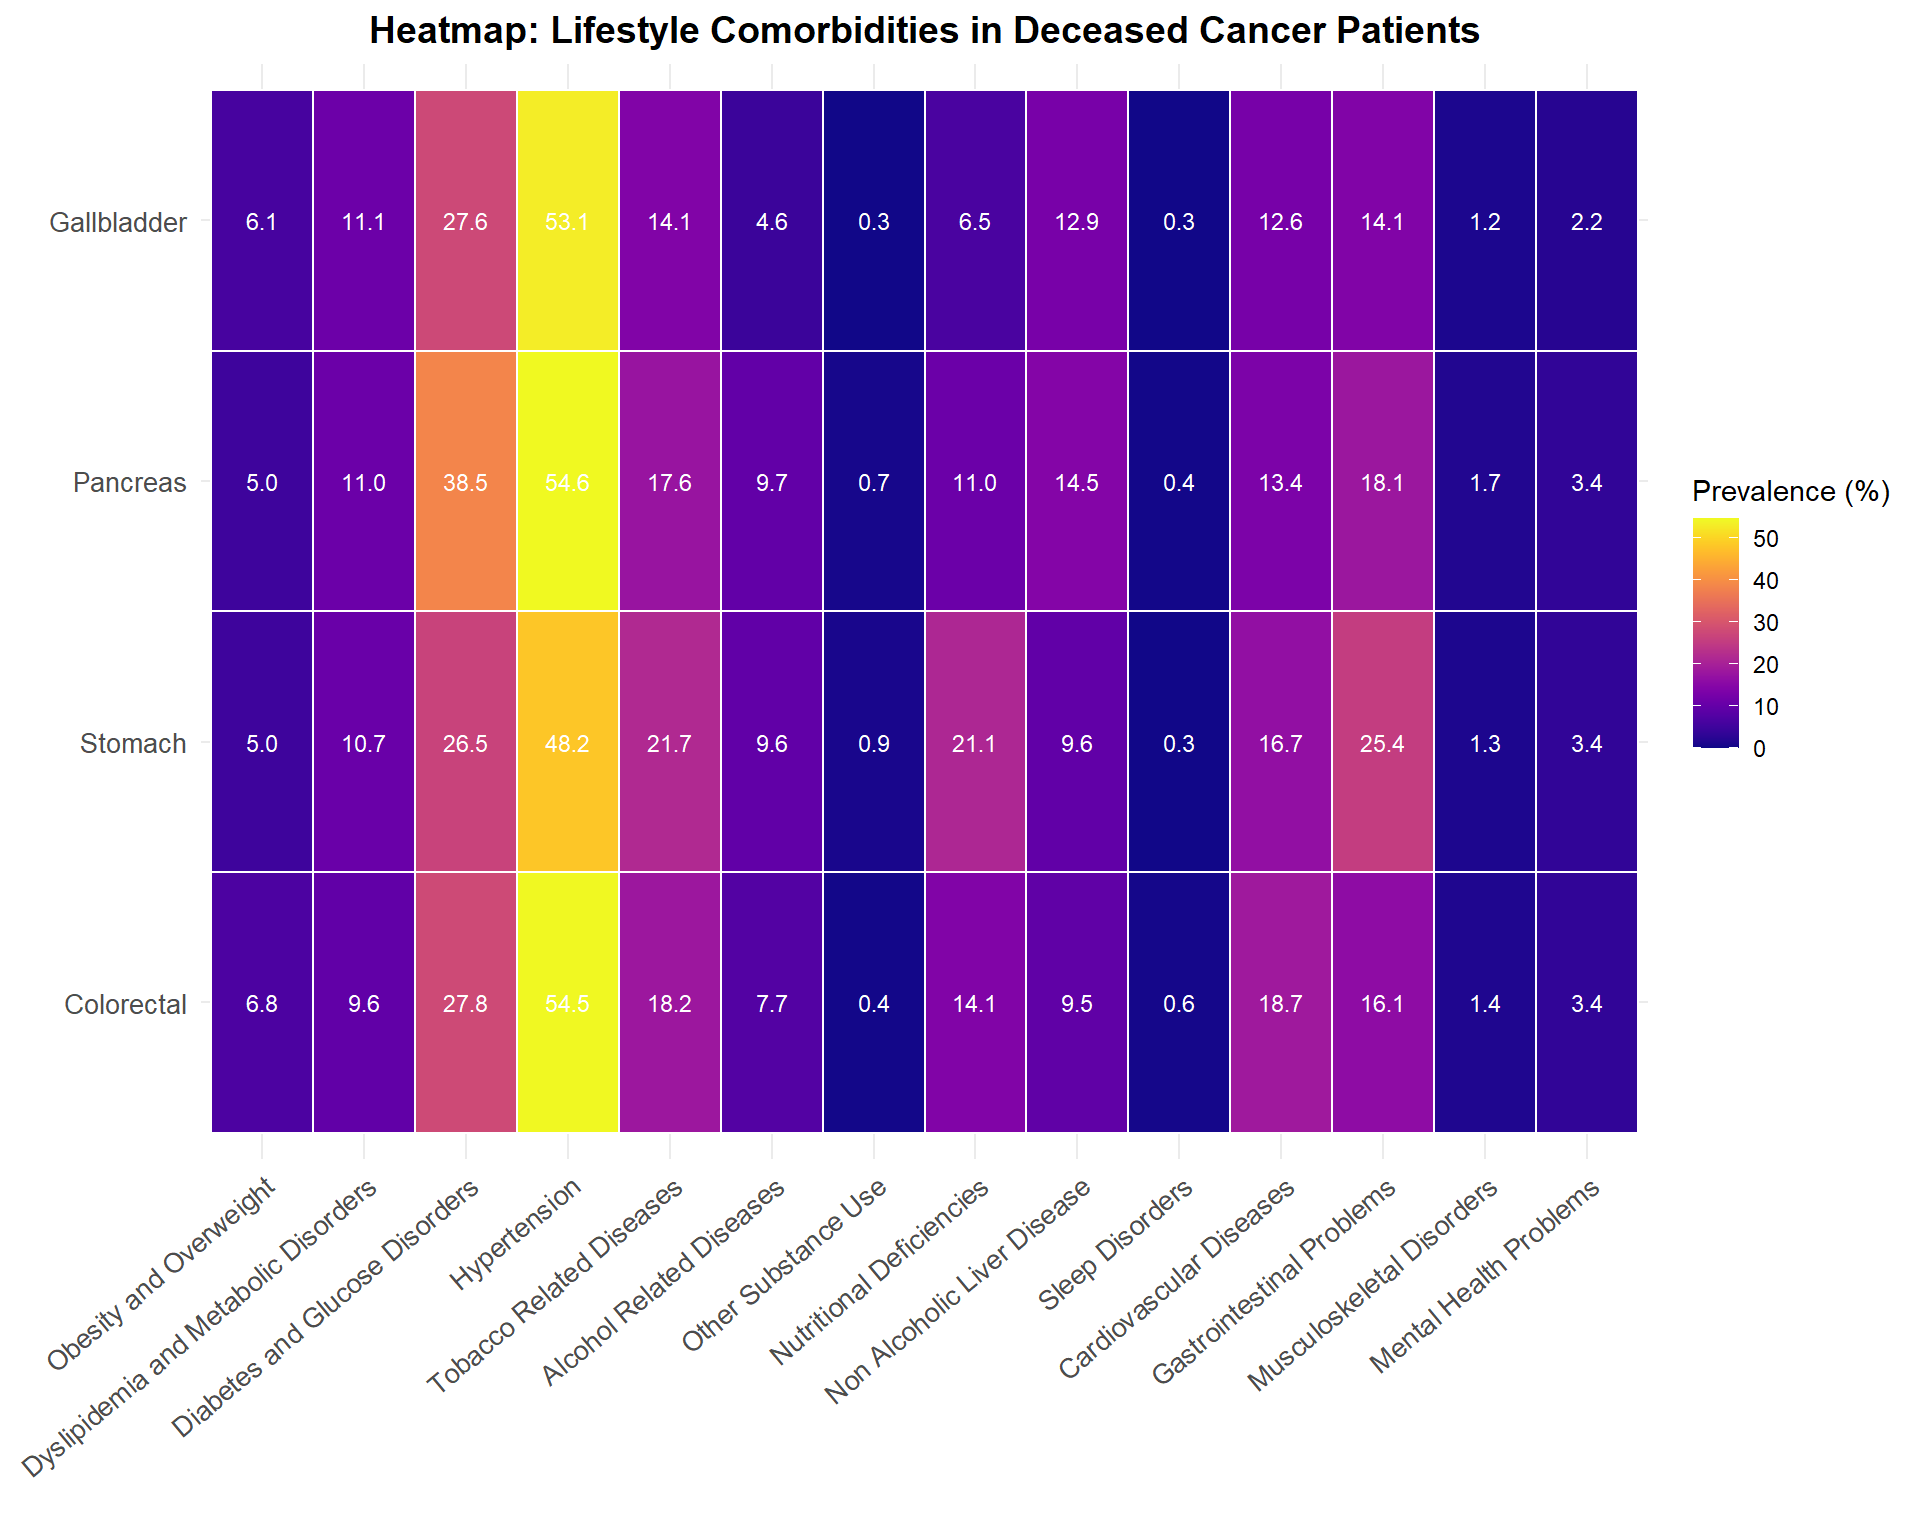 Heatmap: Lifestyle Comorbidities in Deceased Cancer Patients
Gallbladder 6.1 11.1 27.6 53.1 14.1 4.6 0.3 6.5 12.9 0.3 12.6 14.1 1.2 2.2
Pancreas 5.0 11.0 38.5 54.6 17.6 9.7 0.7 11.0 14.5 0.4 13.4 18.1 1.7 3.4
Stomach 5.0 10.7 26.5 48.2 21.7 9.6 0.9 21.1 9.6 0.3 16.7 25.4 1.3 3.4
Colorectal 6.8 9.6 27.8 54.5 18.2 7.7 0.4 14.1 9.5 0.6 18.7 16.1 1.4 3.4
Obesity and Overweight
Dyslipidemia and Metabolic Disorders
Diabetes and Glucose Disorders
Hypertension
Tobacco Related Diseases
Alcohol Related Diseases
Other Substance Use
Nutritional Deficiencies
Non Alcoholic Liver Disease
Sleep Disorders
Cardiovascular Diseases
Gastrointestinal Problems
Musculoskeletal Disorders
Mental Health Problems
Prevalence (%)
50
40
30
20
10
0